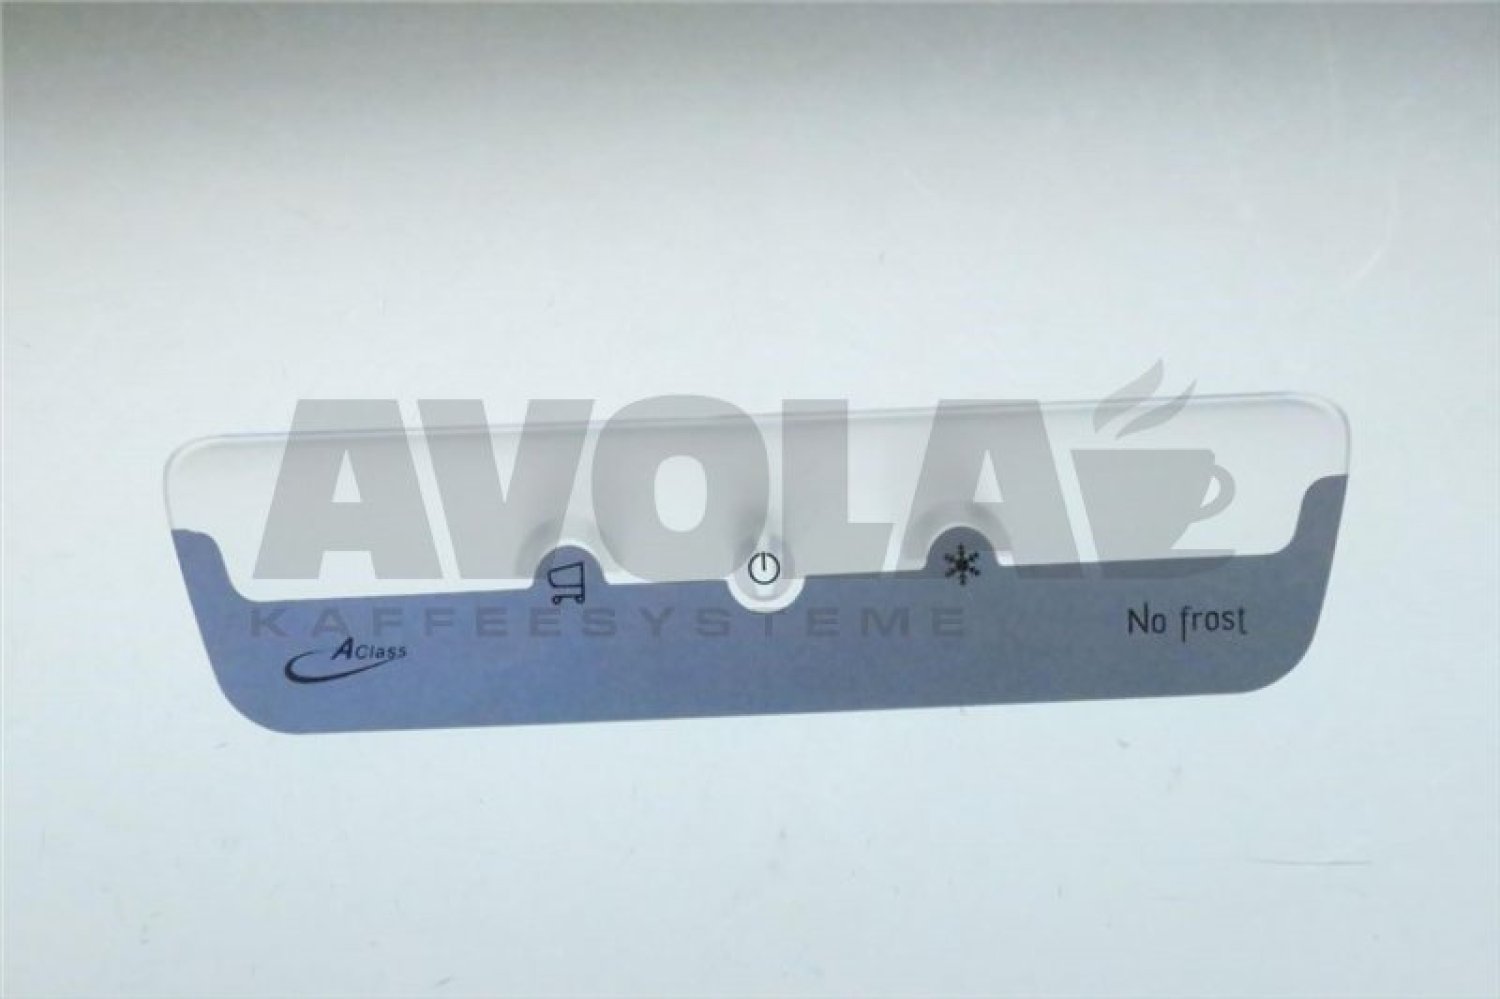 AVOLA
KAFFEESYSTEME
AClass
No frost